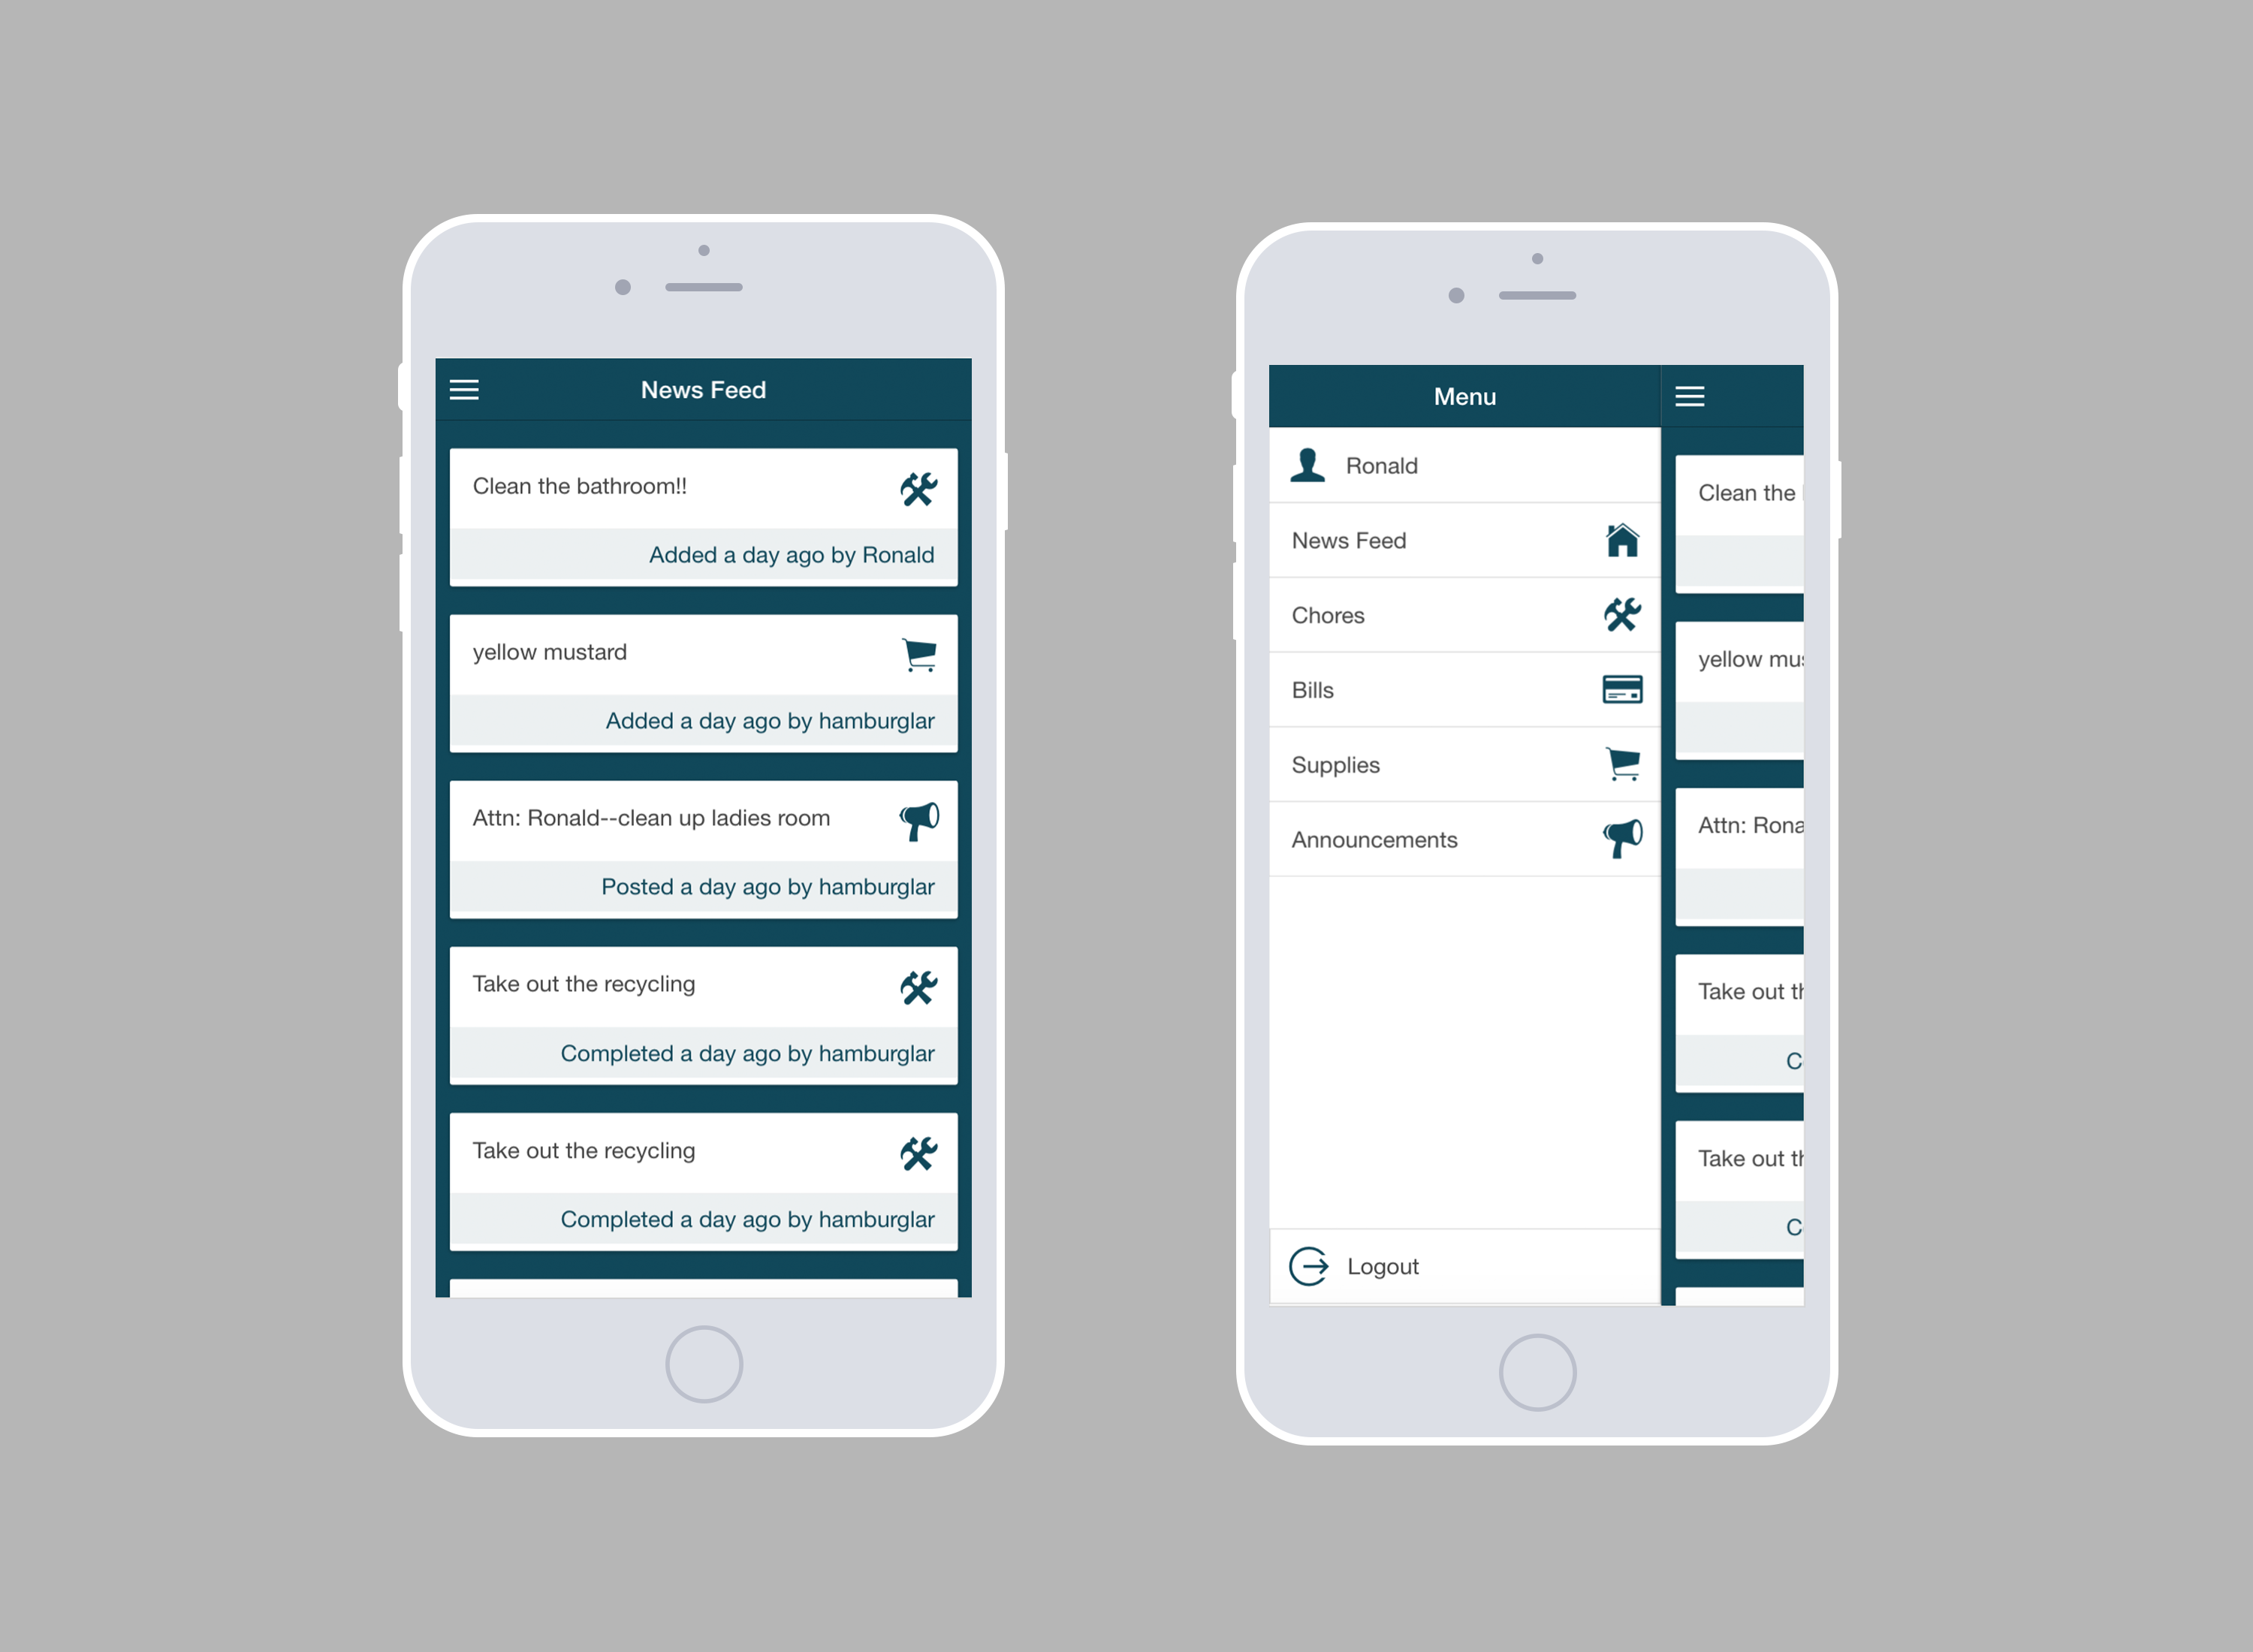 News Feed
Clean the bathroom!!
Added a day ago by Ronald
yellow mustard
Added a day ago by hamburglar
Attn: Ronald--clean up ladies room
Posted a day ago by hamburglar
Take out the recycling
Completed a day ago by hamburglar
Take out the recycling
Completed a day ago by hamburglar
Menu
Ronald
News Feed
Chores
Bills
Supplies
Announcements
Logout
Clean the
yellow mus
Attn: Rona
Take out th
C
Take out th
C